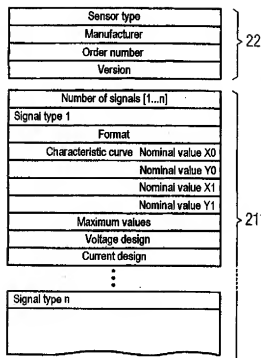 Sensor type
Manufacturer
Order number
Version
22
Number of signals [1...n]
Signal type 1
Format
Characteristic curve Nominal value X0
Nominal value Y0
Nominal value X1
Nominal value Y1
Maximum values
Voltage design
Current design
211
Signal type n